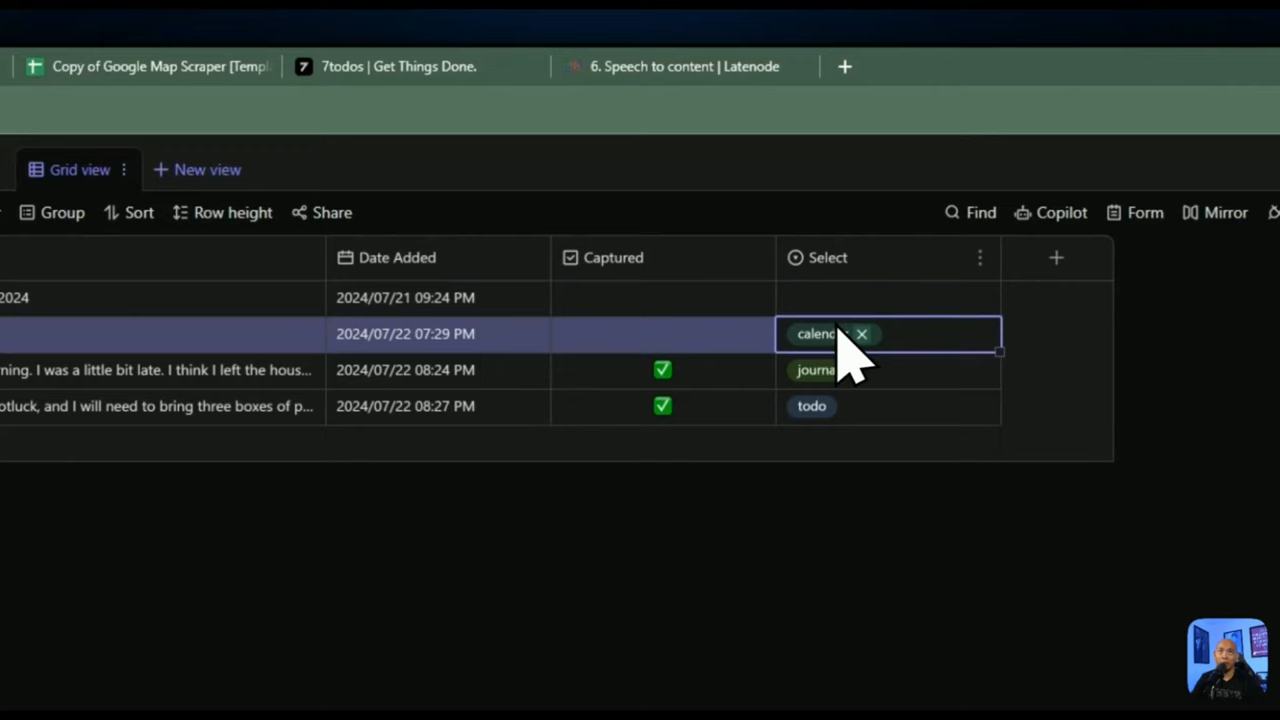 Copy of Google Map Scraper [Templ
7todos | Get Things Done.
6. Speech to content | Latenode
Grid view
New view
Group
Sort
Row height
Share
Find
Copilot
Form
Mirror
Date Added
Captured
Select
2024
2024/07/21 09:24 PM
2024/07/22 07:29 PM
calend
ning. I was a little bit late. I think I left the hous...
2024/07/22 08:24 PM
journa
otluck, and I will need to bring three boxes of p...
2024/07/22 08:27 PM
todo